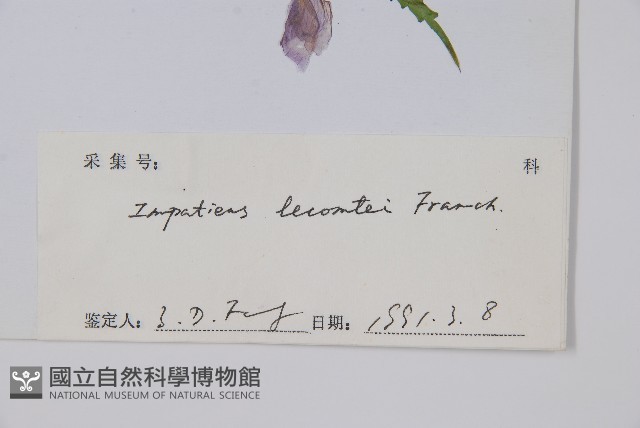 采集号: 科
Impatiens lecomtei Franch.
鉴定人: 日期: 1991.3.8
國立自然科學博物館
NATIONAL MUSEUM OF NATURAL SCIENCE